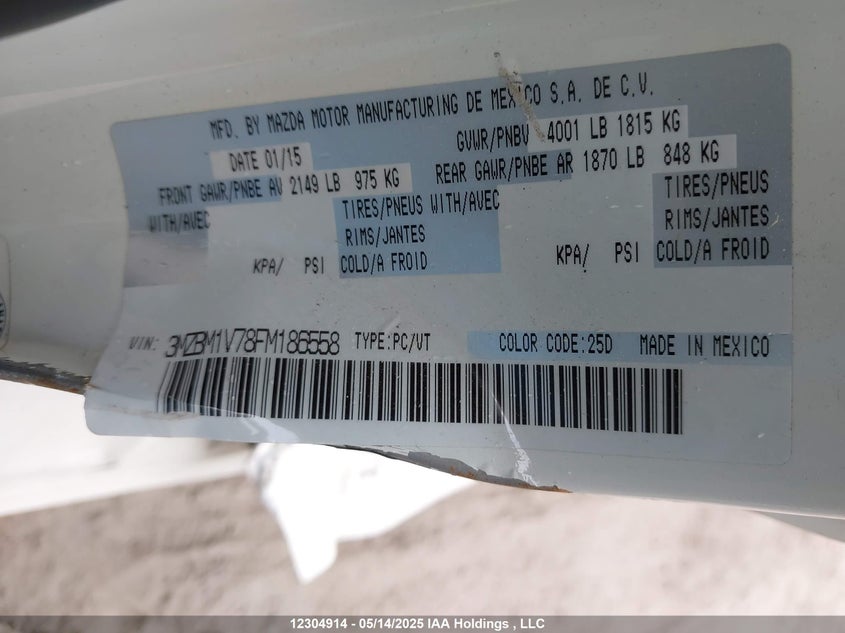 MFD. BY MAZDA MOTOR MANUFACTURING DE MEXICO S.A. DE C.V.
DATE 01/15 GVWR/PNBV 4001 LB 1815 KG
FRONT GAWR/PNBE AV 2149 LB 975 KG REAR GAWR/PNBE AR 1870 LB 848 KG
WITH/AVEC TIRES/PNEUS WITH/AVEC TIRES/PNEUS
RIMS/JANTES RIMS/JANTES
KPA/ PSI COLD/A FROID KPA/ PSI COLD/A FROID
VIN: 3MZBM1V78FM186558 TYPE:PC/VT COLOR CODE:25D MADE IN MEXICO
12304914 - 05/14/2025 IAA Holdings , LLC